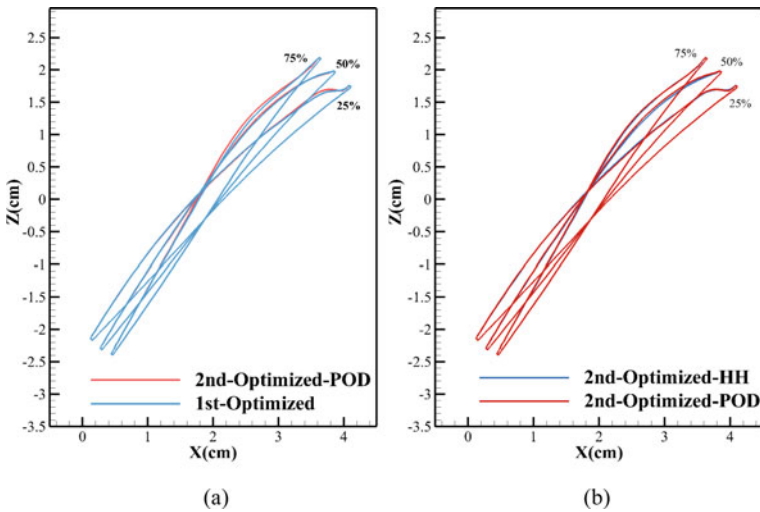 2.5
2
1.5
1
0.5
0
-0.5
-1
-1.5
-2
-2.5
-3
-3.5
Z(cm)
75%
50%
25%
2nd-Optimized-POD
1st-Optimized
0 1 2 3 4
X(cm)
(a)
2.5
2
1.5
1
0.5
0
-0.5
-1
-1.5
-2
-2.5
-3
-3.5
Z(cm)
75%
50%
25%
2nd-Optimized-HH
2nd-Optimized-POD
0 1 2 3 4
X(cm)
(b)